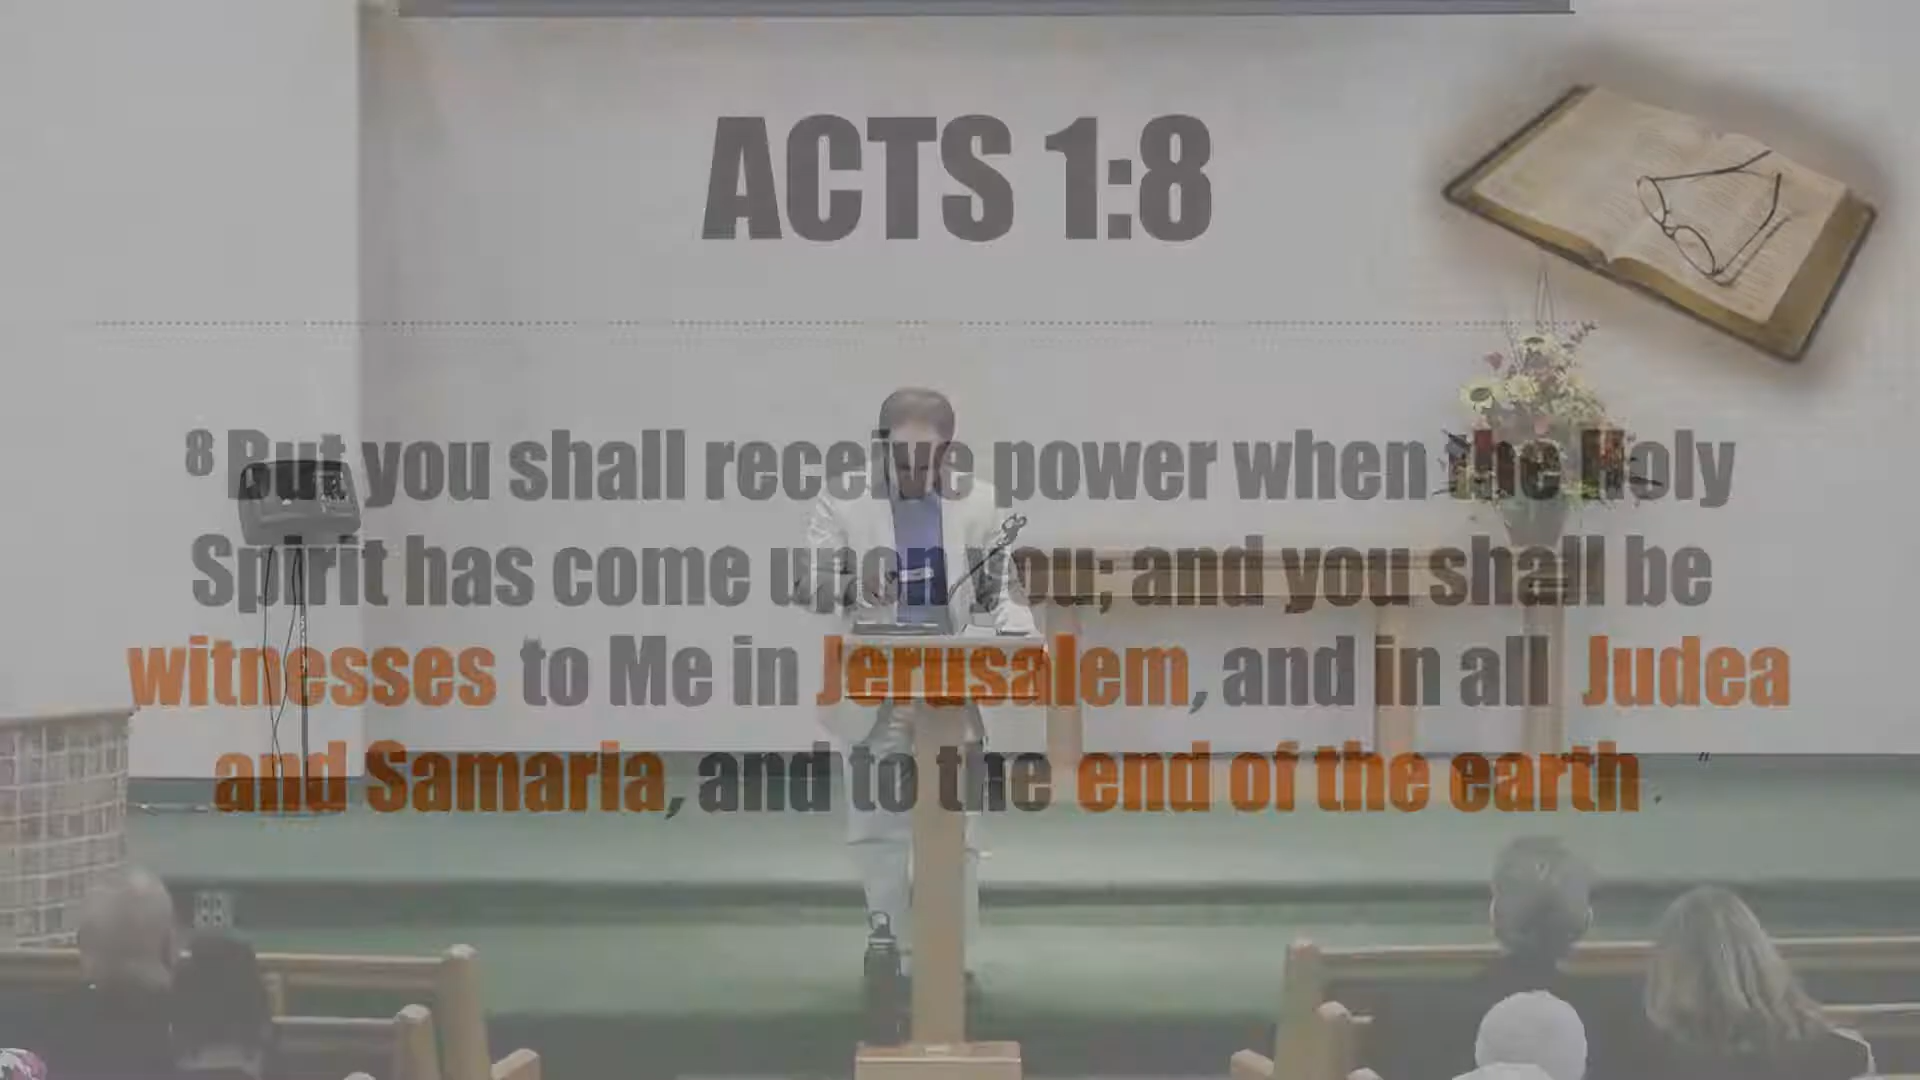 ACTS 1:8
8 But you shall receive power when the Holy
Spirit has come upon you; and you shall be
witnesses to Me in Jerusalem, and in all Judea
and Samaria, and to the end of the earth . "